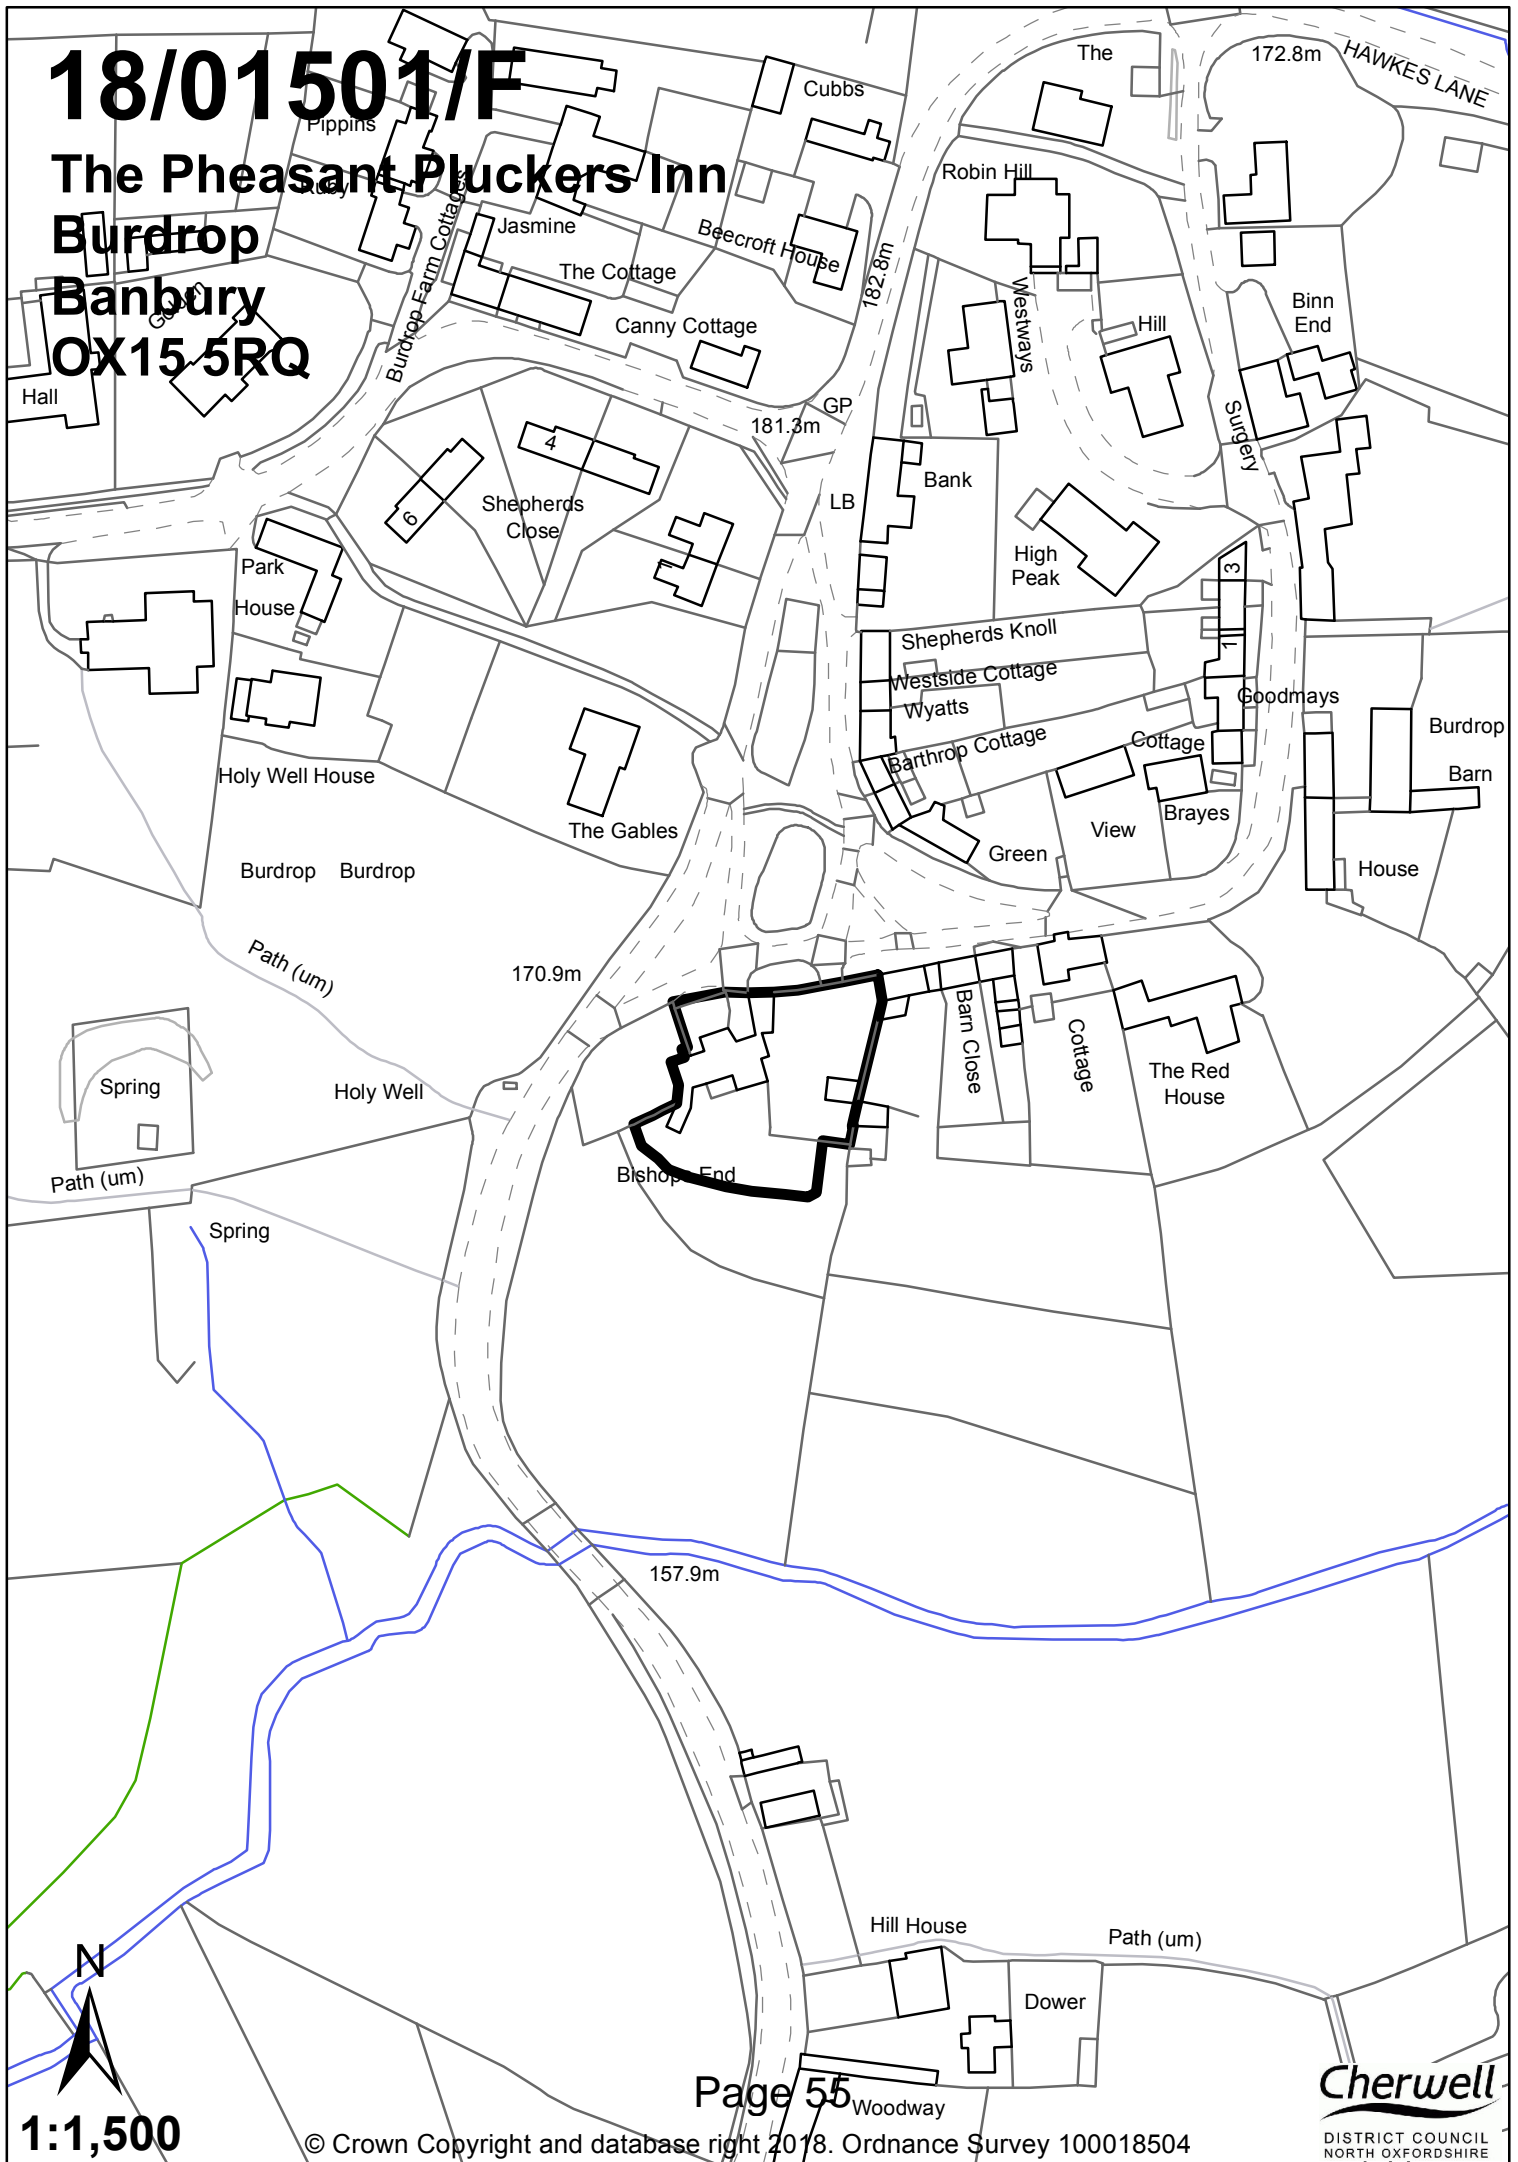 18/01501/F
The Pheasant Pluckers Inn
Burdrop
Banbury
OX15 5RQ
The
172.8m
HAWKES LANE
Cubbs
Pippins
Ruby
Robin Hill
Burdrop Farm Cottages
Jasmine
Beecroft House
The Cottage
182.8m
Westways
Canny Cottage
Hill
Binn
End
Hall
GP
181.3m
Surgery
4
6
Shepherds
Close
LB
Bank
High
Peak
Park
House
1
3
1
Shepherds Knoll
Westside Cottage
Wyatts
Barthrop Cottage
Goodmays
Cottage
Burdrop
Barn
Holy Well House
The Gables
View
Brayes
Green
House
Burdrop
Burdrop
Path (um)
170.9m
Barn Close
Cottage
The Red
House
Spring
Holy Well
Path (um)
Bishops End
Spring
157.9m
Hill House
Path (um)
Dower
N
Page 55
Woodway
1:1,500
© Crown Copyright and database right 2018. Ordnance Survey 100018504
Cherwell
DISTRICT COUNCIL
NORTH OXFORDSHIRE